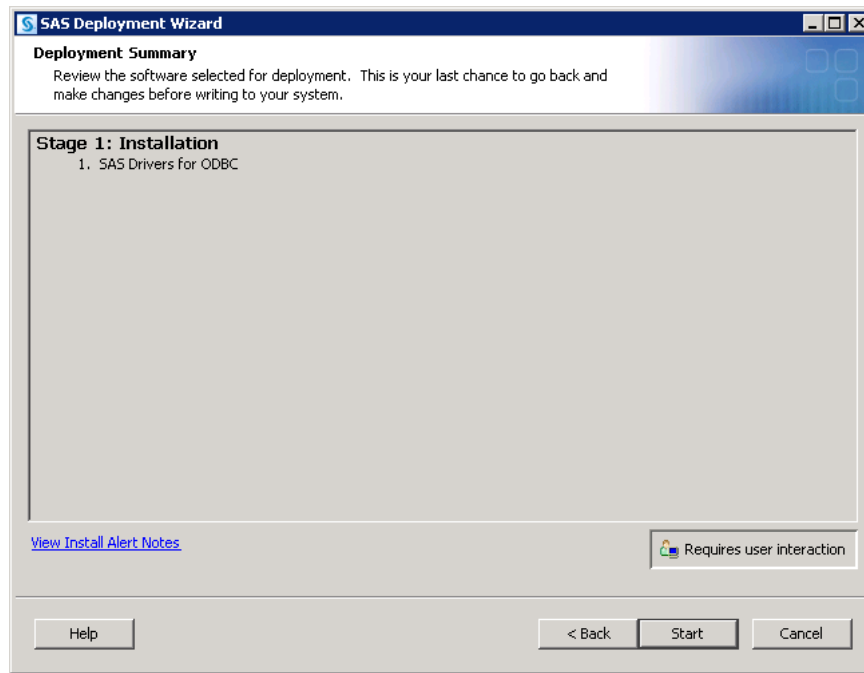 SAS Deployment Wizard
Deployment Summary
Review the software selected for deployment. This is your last chance to go back and
make changes before writing to your system.
Stage 1: Installation
1. SAS Drivers for ODBC
View Install Alert Notes
Requires user interaction
Help
< Back
Start
Cancel